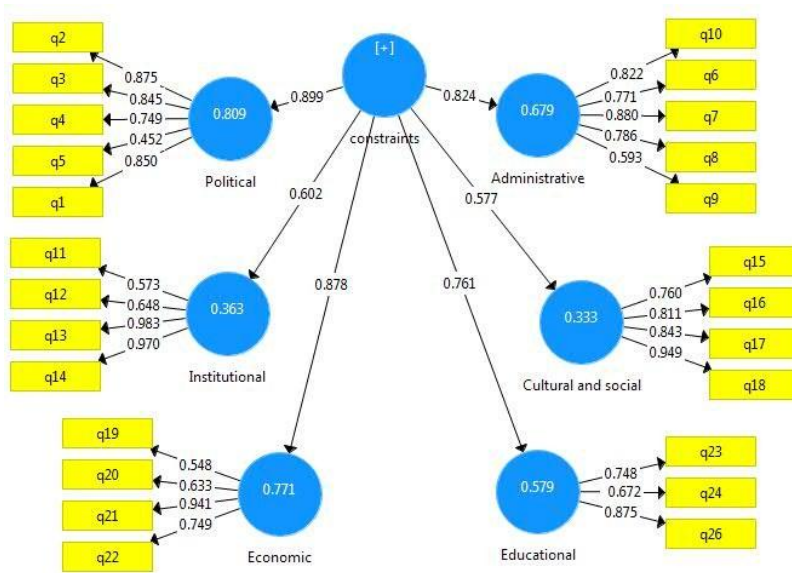 q2
q3
q4
q5
q1
0.875
0.845
0.749
0.452
0.850
0.809
Political
0.899
[+]
constraints
0.824
0.679
Administrative
0.822
0.771
0.880
0.786
0.593
q10
q6
q7
q8
q9
0.602
0.878
0.761
0.577
q11
q12
q13
q14
0.573
0.648
0.983
0.970
0.363
Institutional
0.333
Cultural and social
0.760
0.811
0.843
0.949
q15
q16
q17
q18
q19
q20
q21
q22
0.548
0.633
0.941
0.749
0.771
Economic
0.579
Educational
0.748
0.672
0.875
q23
q24
q26